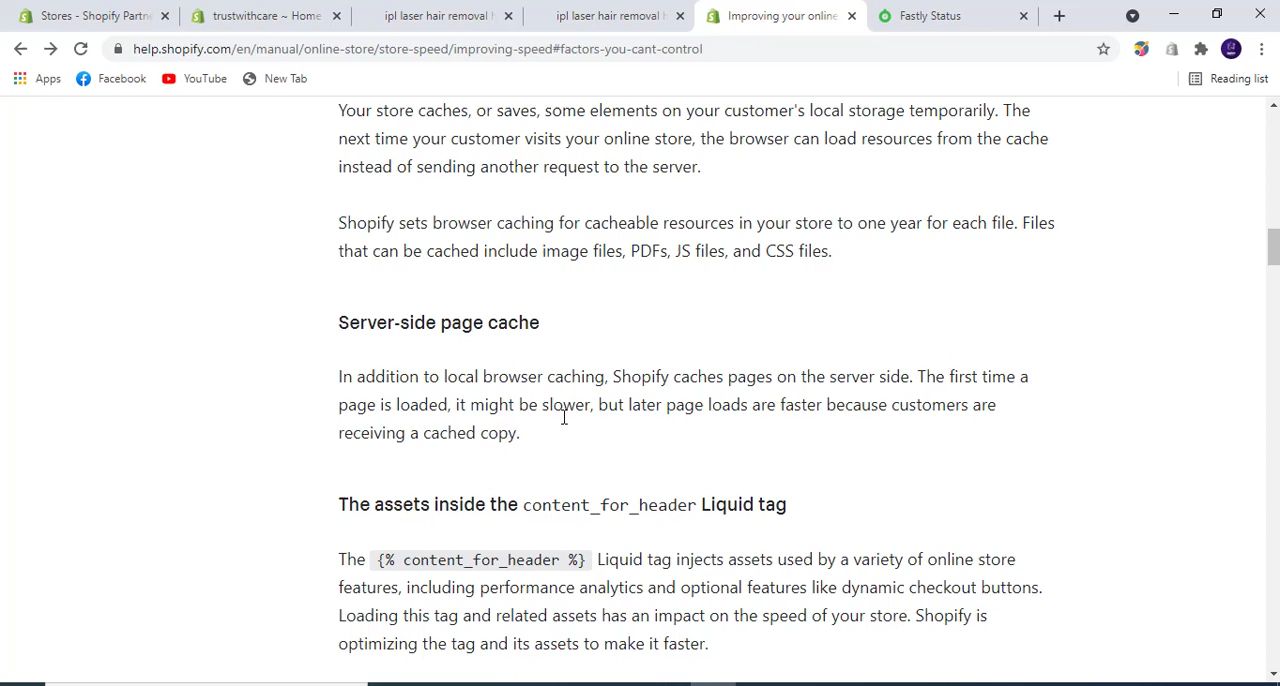 Stores - Shopify Partn
trustwithcare ~ Home
ipl laser hair removal h
ipl laser hair removal
Improving your online
Fastly Status
help.shopify.com/en/manual/online-store/store-speed/improving-speed#factors-you-cant-control
Apps
Facebook
YouTube
New Tab
Reading list
Your store caches, or saves, some elements on your customer's local storage temporarily. The
next time your customer visits your online store, the browser can load resources from the cache
instead of sending another request to the server.
Shopify sets browser caching for cacheable resources in your store to one year for each file. Files
that can be cached include image files, PDFs, JS files, and CSS files.
Server-side page cache
In addition to local browser caching, Shopify caches pages on the server side. The first time a
page is loaded, it might be slower, but later page loads are faster because customers are
receiving a cached copy.
The assets inside the content_for_header Liquid tag
The {% content_for_header %} Liquid tag injects assets used by a variety of online store
features, including performance analytics and optional features like dynamic checkout buttons.
Loading this tag and related assets has an impact on the speed of your store. Shopify is
optimizing the tag and its assets to make it faster.